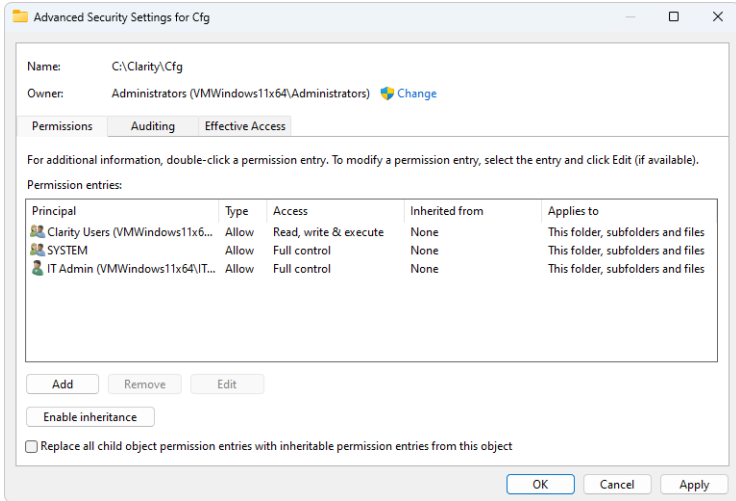 Advanced Security Settings for Cfg
Name: C:\Clarity\Cfg
Owner: Administrators (VMWindows11x64\Administrators) Change
Permissions Auditing Effective Access
For additional information, double-click a permission entry. To modify a permission entry, select the entry and click Edit (if available).
Permission entries:
Principal Type Access Inherited from Applies to
Clarity Users (VMWindows11x6... Allow Read, write & execute None This folder, subfolders and files
SYSTEM Allow Full control None This folder, subfolders and files
IT Admin (VMWindows11x64\IT... Allow Full control None This folder, subfolders and files
Add Remove Edit
Enable inheritance
Replace all child object permission entries with inheritable permission entries from this object
OK Cancel Apply